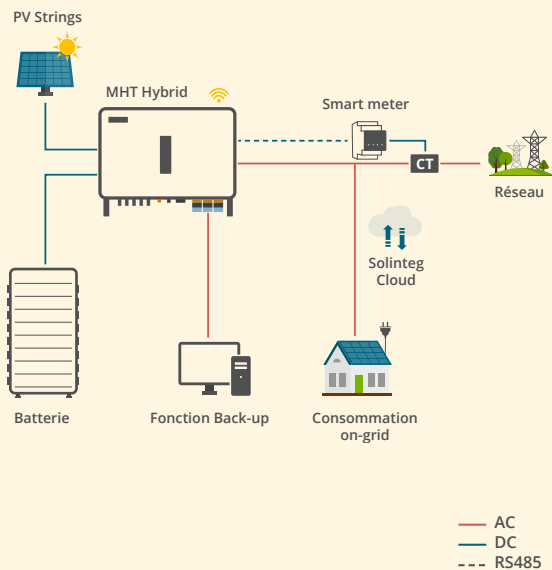 PV Strings
MHT Hybrid
Smart meter
CT
Réseau
Solinteg
Cloud
Batterie
Fonction Back-up
Consommation
on-grid
AC
DC
RS485